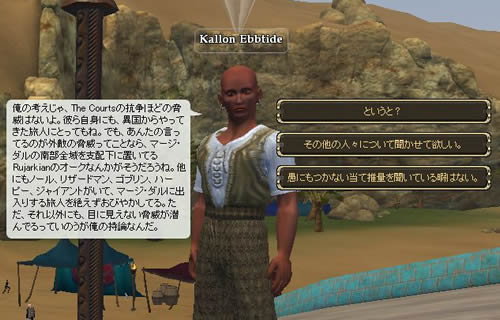 Kallon Ebbtide
俺の考えじゃ、The Courtsの抗争ほどの脅
威はないよ。彼ら自身にも、異国からやって
きた旅人にとってもね。でも、あんたの言っ
てるのが外敵の脅威ってことなら、マージ・
ダルの南部全域を支配下に置いてる
Rujarkianのオークなんかがそうだろうね。
他にもノール、リザードマン、ゴブリン、ハー
ピー、ジャイアントがいて、マージ・ダルに出
入りする旅人を絶えずおびやかしてる。た
だ、それ以外にも、目に見えない脅威が潜
んでるっていのうが俺の持論なんだ。
というと？
その他の人々について聞かせて欲しい。
愚にもつかない当て推量を聞いている暇はない。